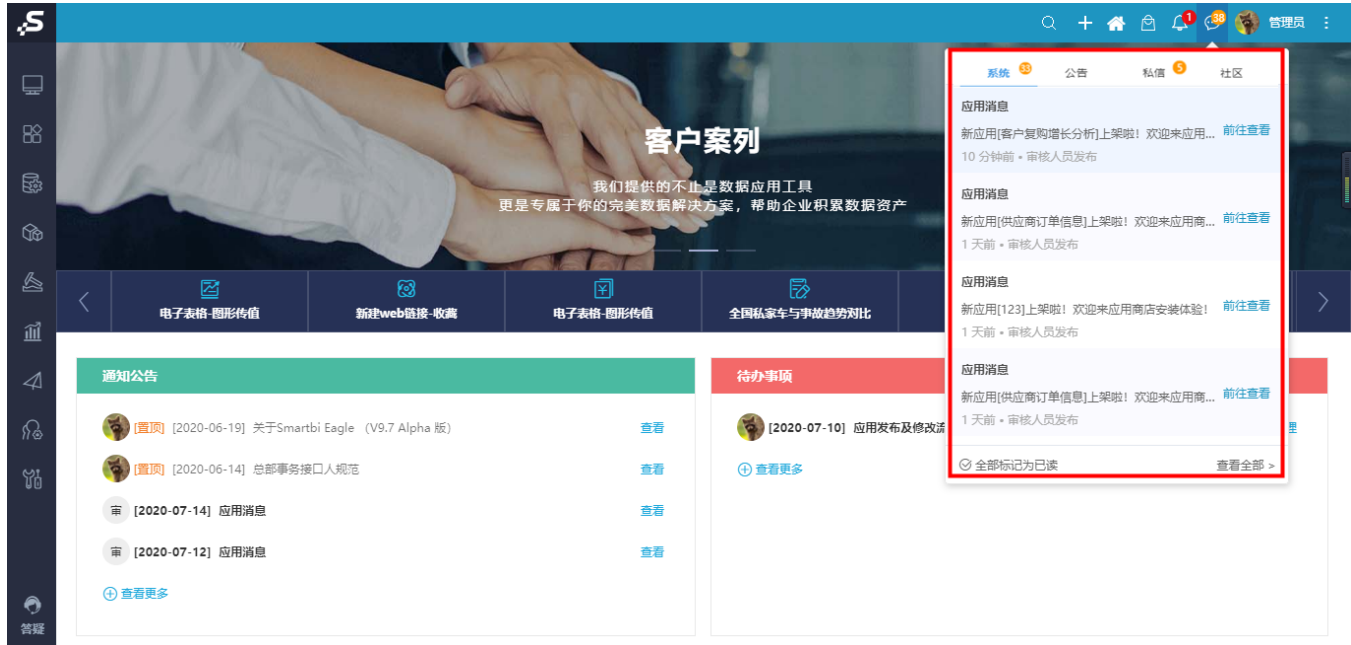 S
1
38
管理员
系统 33
公告
私信 5
社区
应用消息
新应用[客户复购增长分析]上架啦！欢迎来应用... 前往查看
10 分钟前 • 审核人员发布
应用消息
新应用[供应商订单信息]上架啦！欢迎来应用商... 前往查看
1 天前 • 审核人员发布
应用消息
新应用[123]上架啦！欢迎来应用商店安装体验！ 前往查看
1 天前 • 审核人员发布
应用消息
新应用[供应商订单信息]上架啦！欢迎来应用商... 前往查看
1 天前 • 审核人员发布
全部标记为已读
查看全部 >
客户案列
我们提供的不止是数据应用工具
更是专属于你的完美数据解决方案，帮助企业积累数据资产
电子表格-图形传值
新建web链接-收藏
电子表格-图形传值
全国私家车与事故趋势对比
通知公告
[置顶] [2020-06-19] 关于Smartbi Eagle （V9.7 Alpha 版） 查看
[置顶] [2020-06-14] 总部事务接口人规范 查看
审 [2020-07-14] 应用消息 查看
审 [2020-07-12] 应用消息 查看
查看更多
待办事项
[2020-07-10] 应用发布及修改流
理
查看更多
答疑